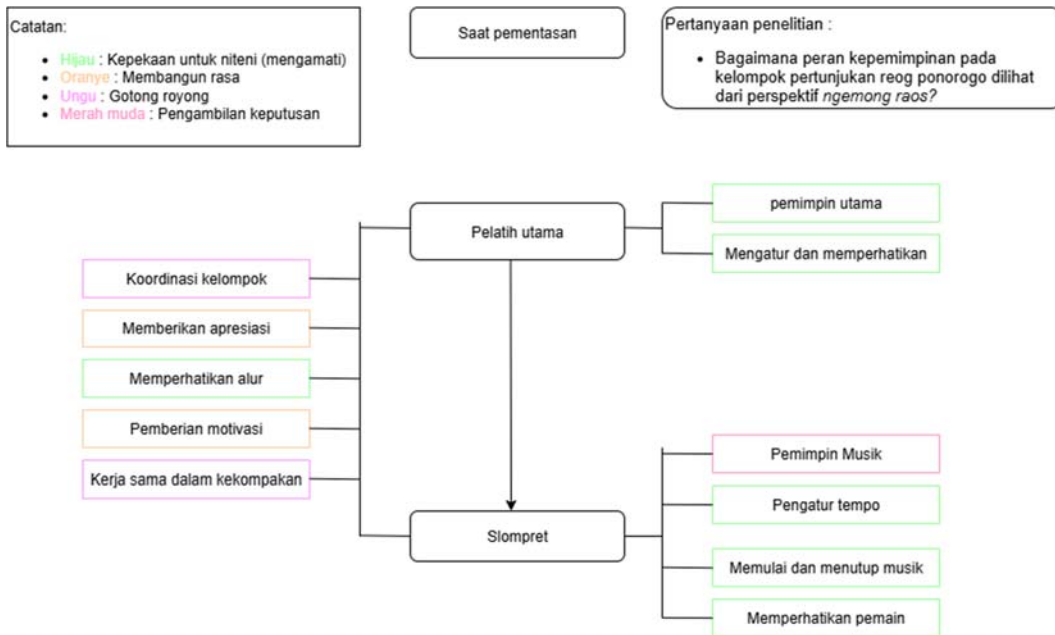 Catatan:
Hijau : Kepekaan untuk niteni (mengamati)
Oranye : Membangun rasa
Ungu : Gotong royong
Merah muda : Pengambilan keputusan
Saat pementasan
Pertanyaan penelitian :
Bagaimana peran kepemimpinan pada
kelompok pertunjukan reog ponorogo dilihat
dari perspektif ngemong raos?
Pelatih utama
pemimpin utama
Mengatur dan memperhatikan
Koordinasi kelompok
Memberikan apresiasi
Memperhatikan alur
Pemberian motivasi
Kerja sama dalam kekompakan
Slompret
Pemimpin Musik
Pengatur tempo
Memulai dan menutup musik
Memperhatikan pemain